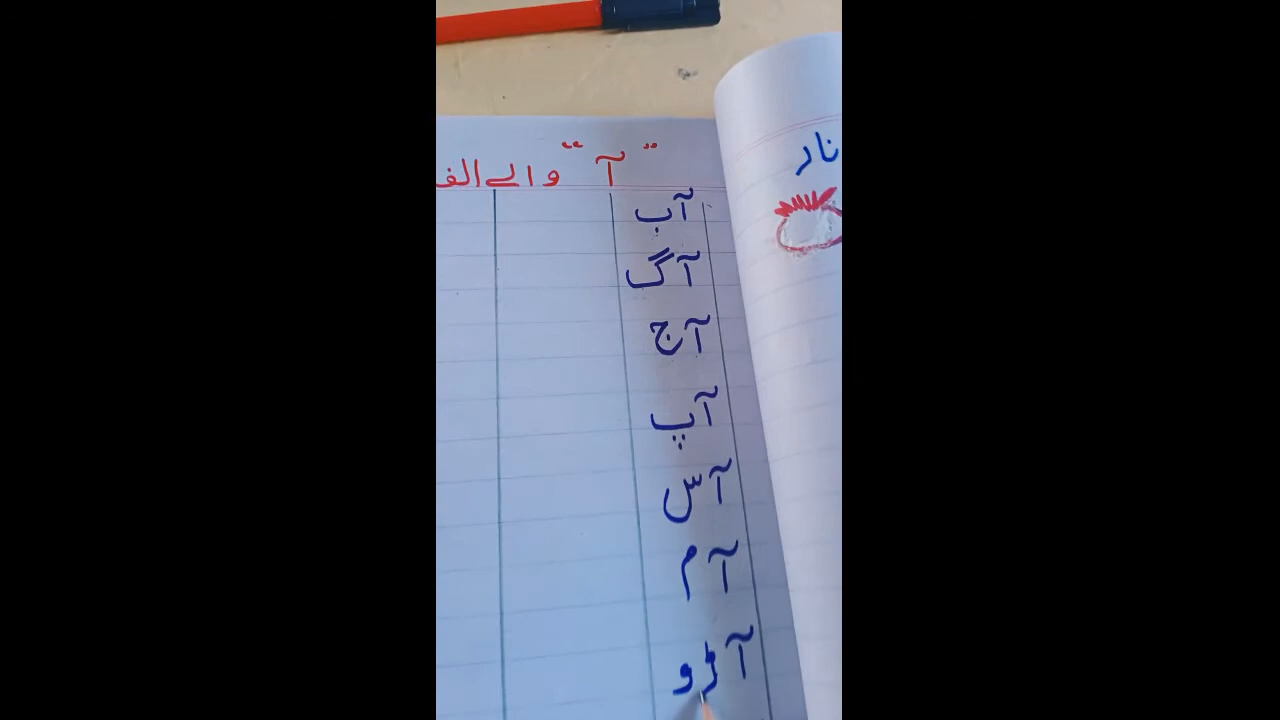 "آ" والے الف
آب
آگ
آج
آپ
آس
آم
آڑو
نار